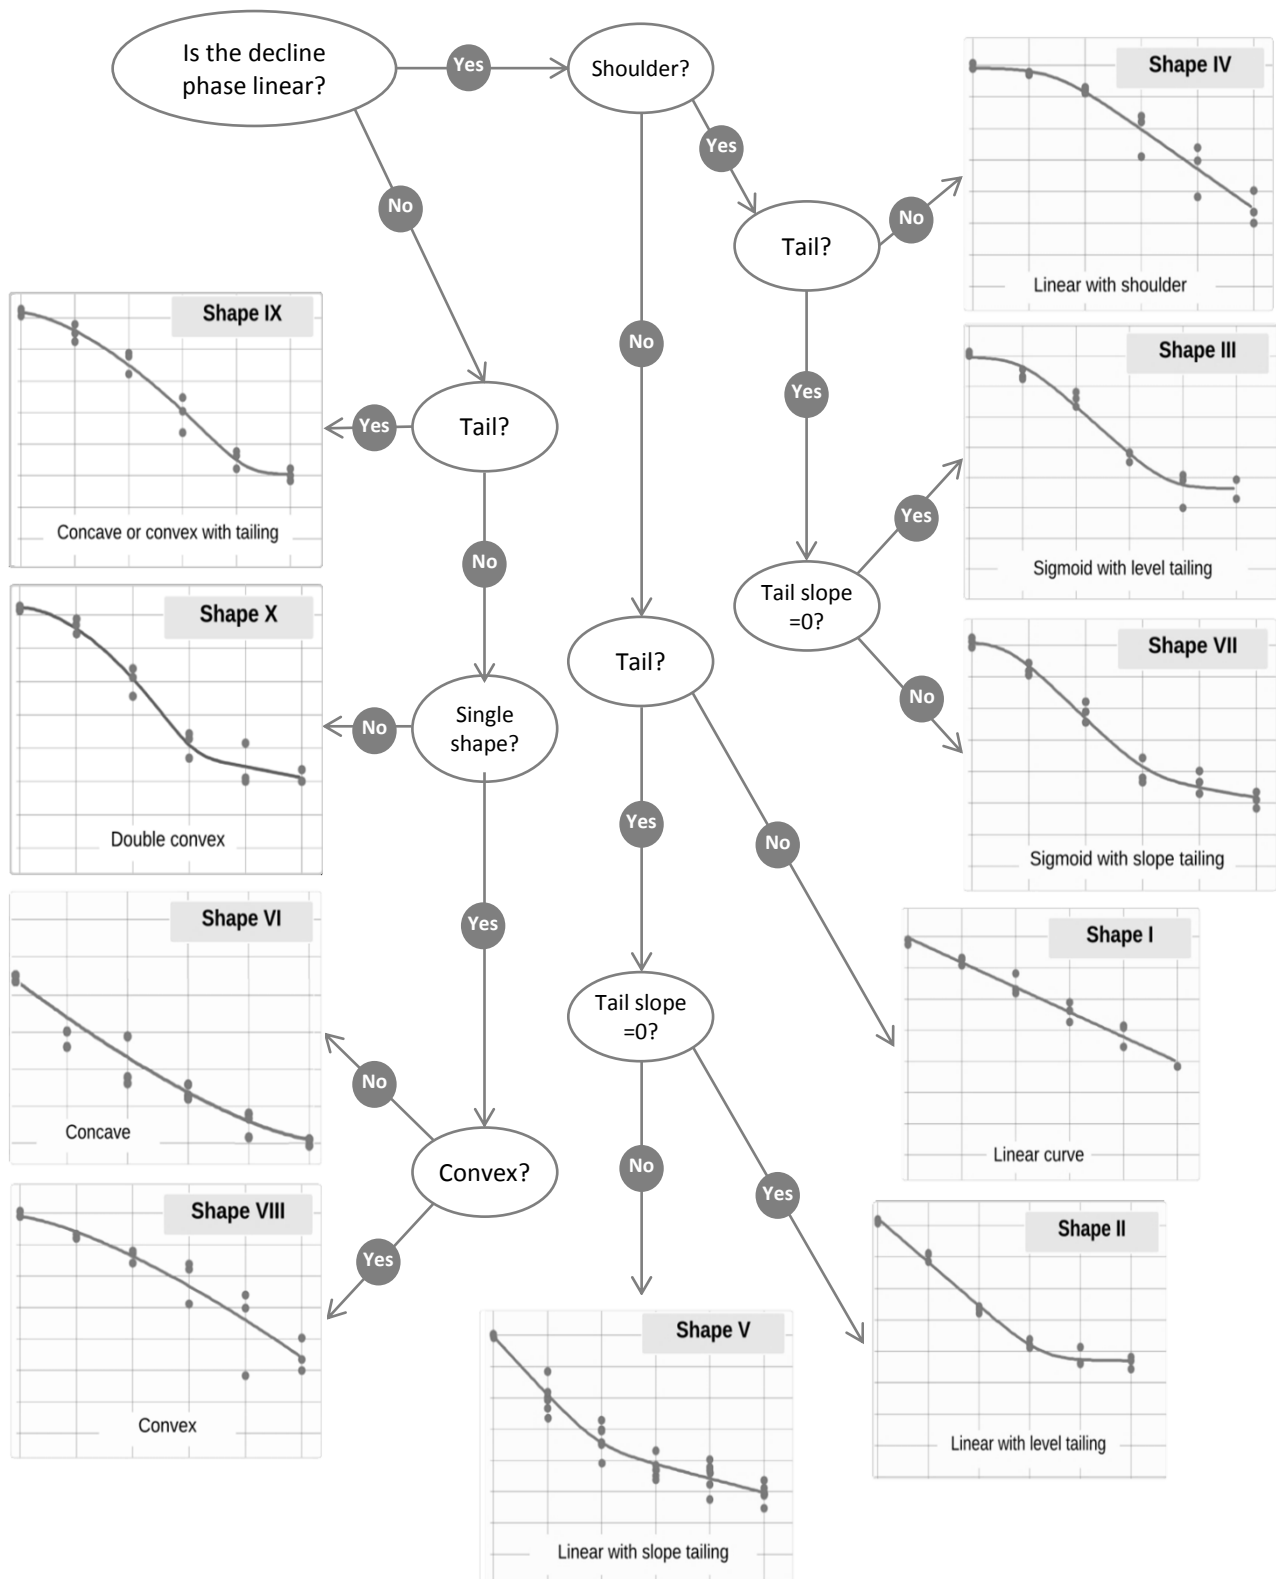 Is the decline
phase linear?
Yes
Shoulder?
Shape IV
Yes
No
No
Tail?
Linear with shoulder
Shape IX
Shape III
No
Yes
Yes
Tail?
Yes
Concave or convex with tailing
No
Sigmoid with level tailing
Tail slope
=0?
Shape X
Shape VII
Tail?
No
No
Single
shape?
Yes
No
Double convex
Sigmoid with slope tailing
Shape VI
Yes
Shape I
Tail slope
=0?
No
Concave
Linear curve
Convex?
No
Yes
Shape VIII
Shape II
Yes
Shape V
Convex
Linear with level tailing
Linear with slope tailing